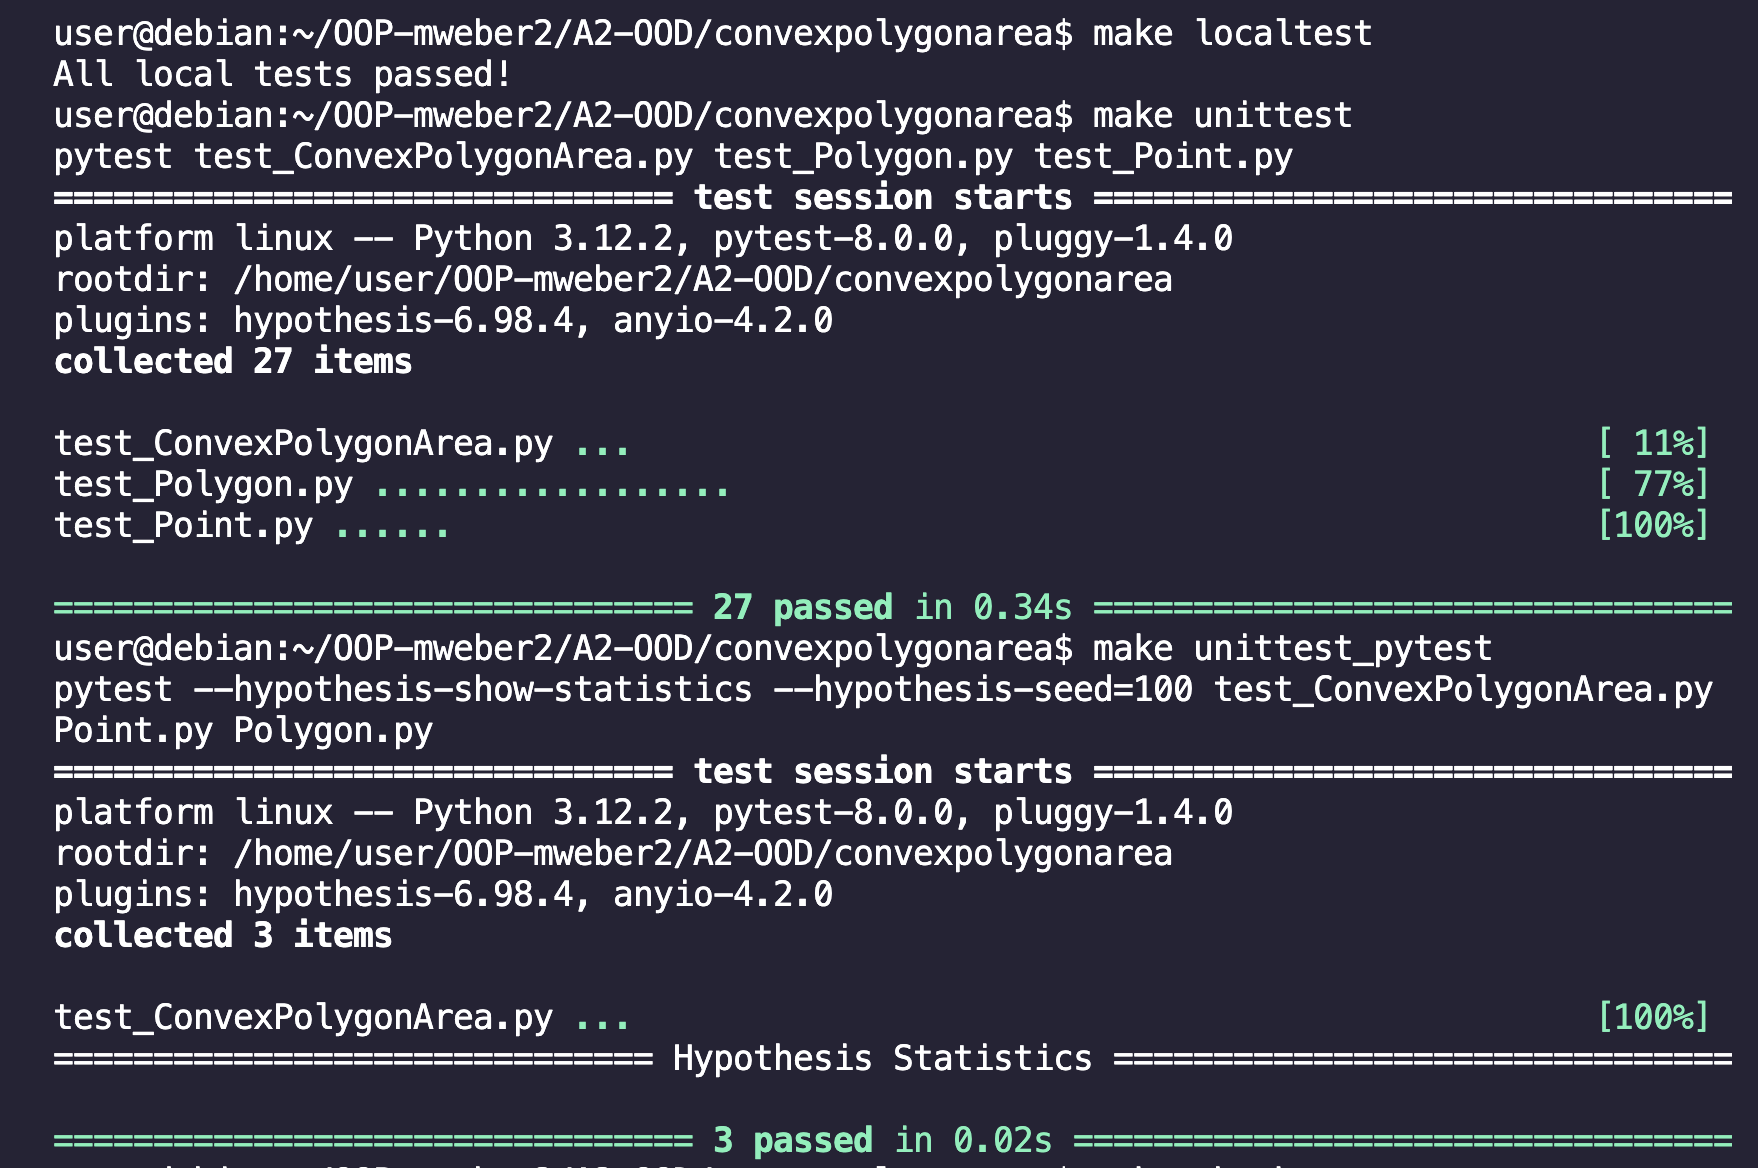 user@debian:~/OOP-mweber2/A2-OOD/convexpolygonarea$ make localtest
All local tests passed!
user@debian:~/OOP-mweber2/A2-OOD/convexpolygonarea$ make unittest
pytest test_ConvexPolygonArea.py test_Polygon.py test_Point.py
=============================== test session starts ================================
platform linux -- Python 3.12.2, pytest-8.0.0, pluggy-1.4.0
rootdir: /home/user/OOP-mweber2/A2-OOD/convexpolygonarea
plugins: hypothesis-6.98.4, anyio-4.2.0
collected 27 items
test_ConvexPolygonArea.py ... [ 11%]
test_Polygon.py .................. [ 77%]
test_Point.py ...... [100%]
================================ 27 passed in 0.34s ================================
user@debian:~/OOP-mweber2/A2-OOD/convexpolygonarea$ make unittest_pytest
pytest --hypothesis-show-statistics --hypothesis-seed=100 test_ConvexPolygonArea.py
Point.py Polygon.py
=============================== test session starts ================================
platform linux -- Python 3.12.2, pytest-8.0.0, pluggy-1.4.0
rootdir: /home/user/OOP-mweber2/A2-OOD/convexpolygonarea
plugins: hypothesis-6.98.4, anyio-4.2.0
collected 3 items
test_ConvexPolygonArea.py ... [100%]
============================== Hypothesis Statistics ===============================
================================ 3 passed in 0.02s =================================